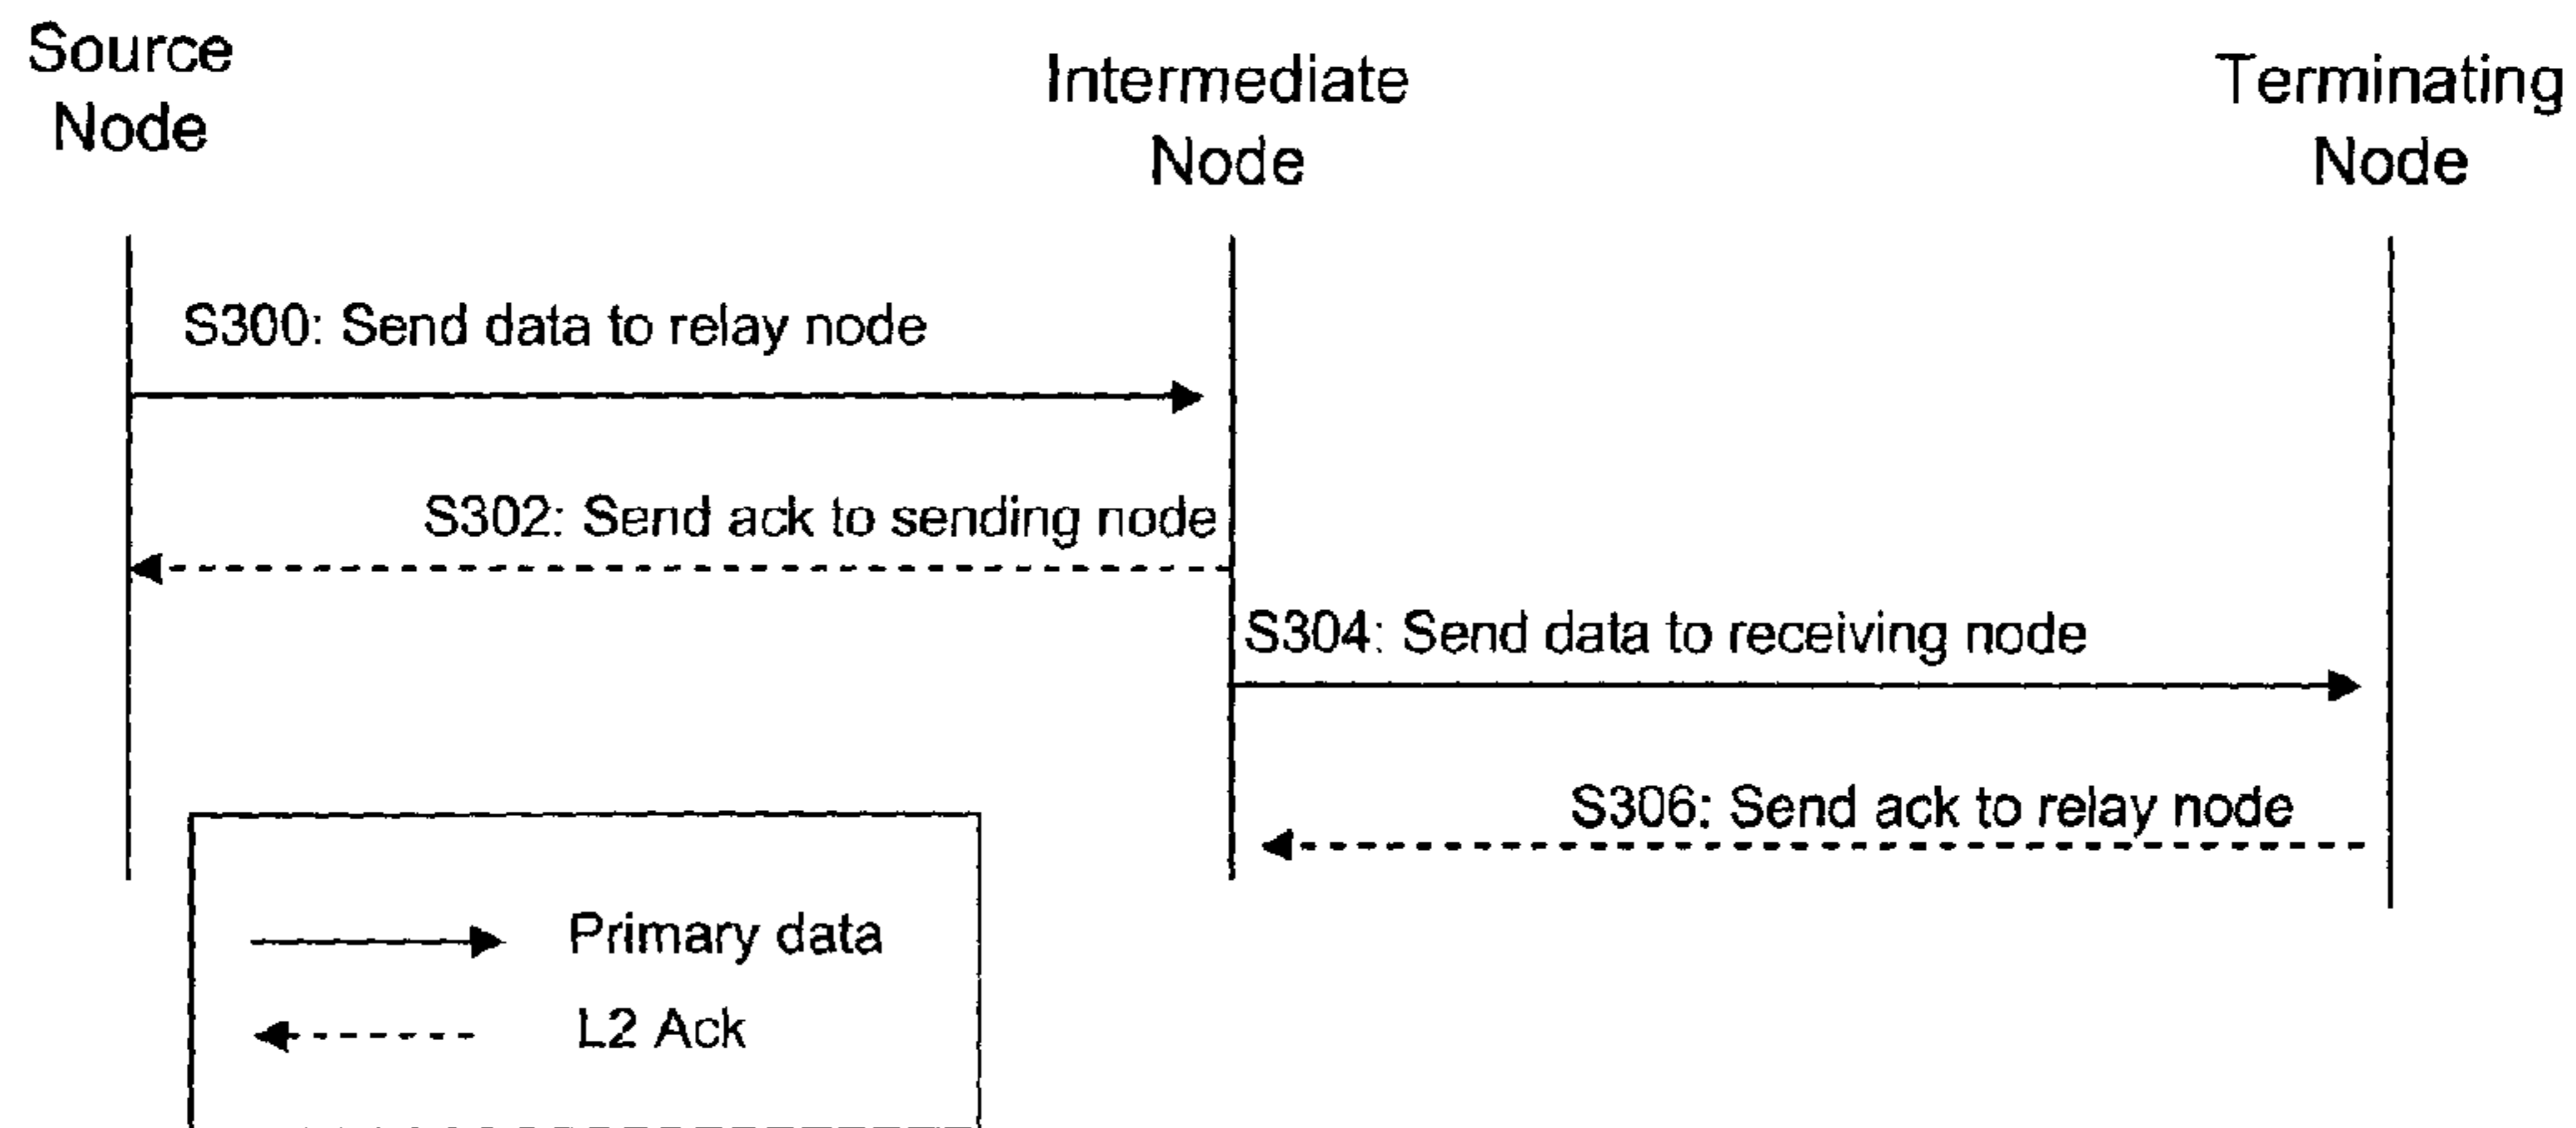 Source
Node
Intermediate
Node
Terminating
Node
S300: Send data to relay node
S302: Send ack to sending node
S304: Send data to receiving node
S306: Send ack to relay node
Primary data
L2 Ack